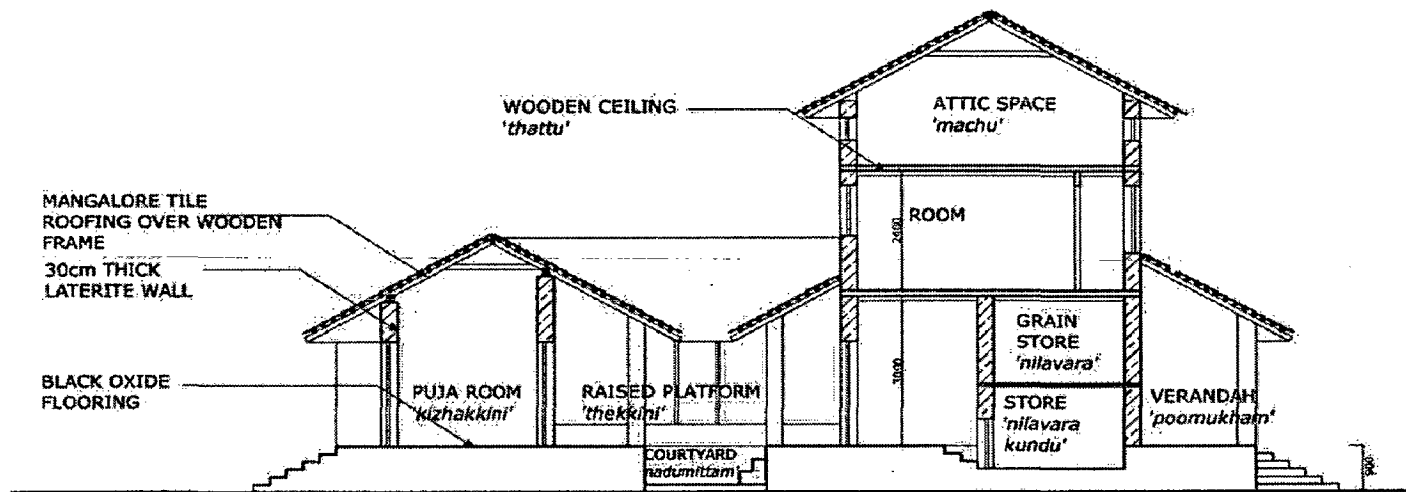 WOODEN CEILING
'thattu'
ATTIC SPACE
'machu'
MANGALORE TILE
ROOFING OVER WOODEN
FRAME
30cm THICK
LATERITE WALL
ROOM
2400
GRAIN
STORE
'nilavara'
BLACK OXIDE
FLOORING
PUJA ROOM
'kizhakkini'
RAISED PLATFORM
'thekkini'
3000
STORE
'nilavara
kundu'
VERANDAH
'poomukham'
COURTYARD
nadumittam'
900